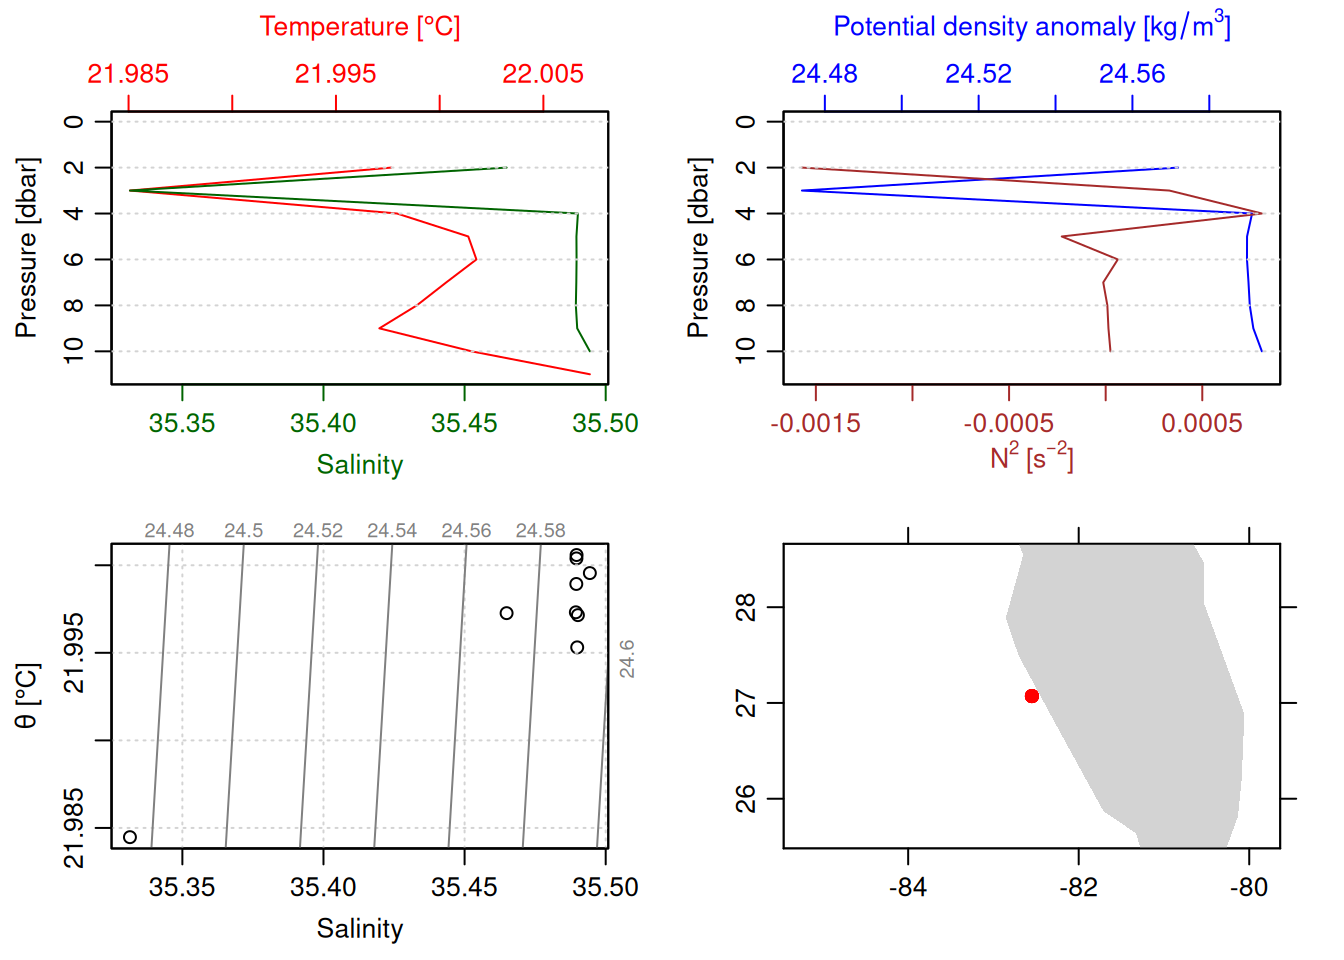 Temperature [°C]
21.985 21.995 22.005
Pressure [dbar]
0
2
4
6
8
10
35.35 35.40 35.45 35.50
Salinity
Potential density anomaly [kg/m³]
24.48 24.52 24.56
Pressure [dbar]
0
2
4
6
8
10
-0.0015 -0.0005 0.0005
N² [s⁻²]
24.48 24.5 24.52 24.54 24.56 24.58
24.6
θ [°C]
21.995
21.985
35.35 35.40 35.45 35.50
Salinity
28
27
26
-84 -82 -80